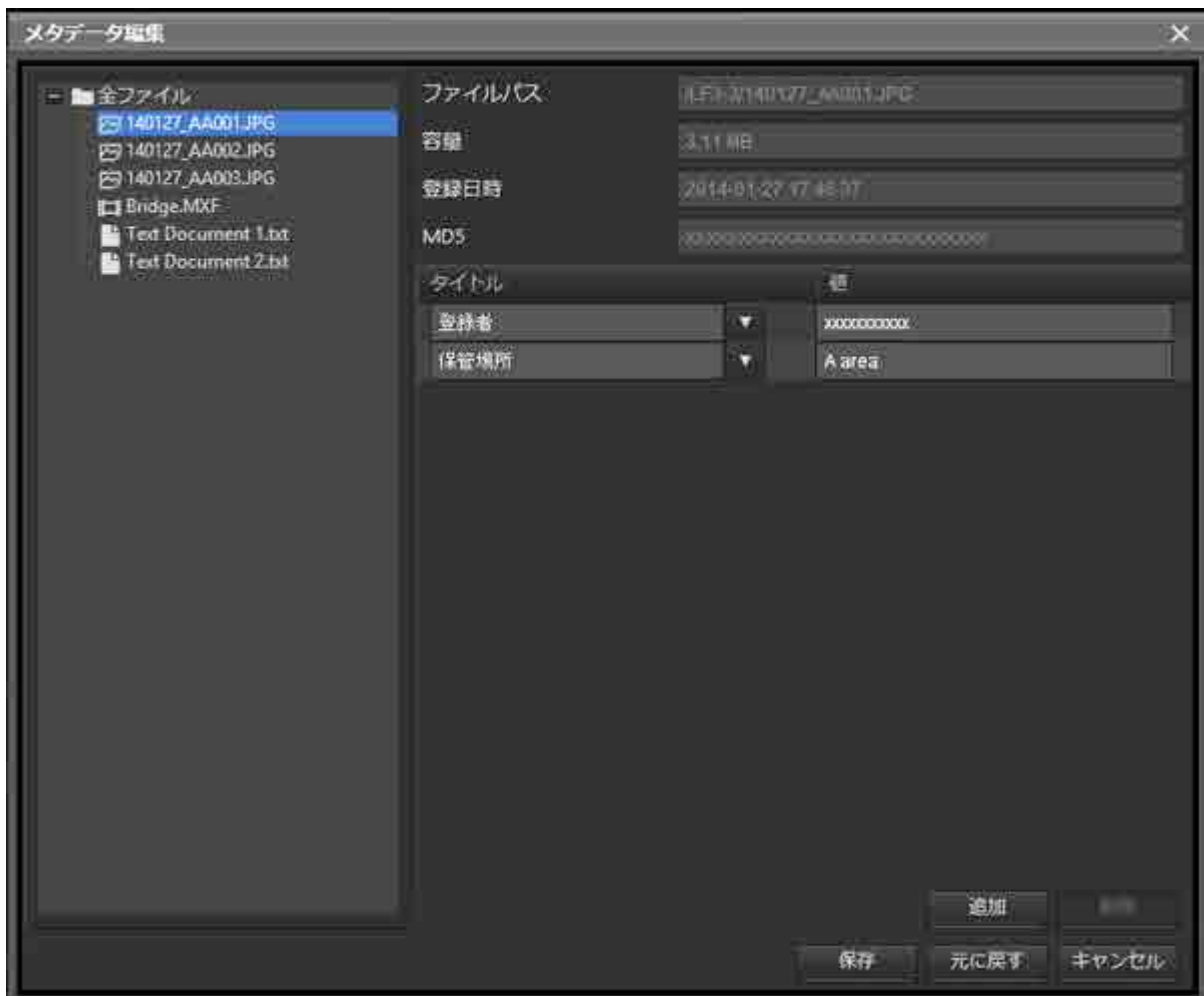 メタデータ編集
全ファイル
140127_AA001.JPG
140127_AA002.JPG
140127_AA003.JPG
Bridge.MXF
Text Document 1.txt
Text Document 2.txt
ファイルパス
容量 3.11 MB
登録日時 2014-01-27
MD5
タイトル 値
登録者 xxxxxxxxxx
保管場所 A area
追加
保存 元に戻す キャンセル